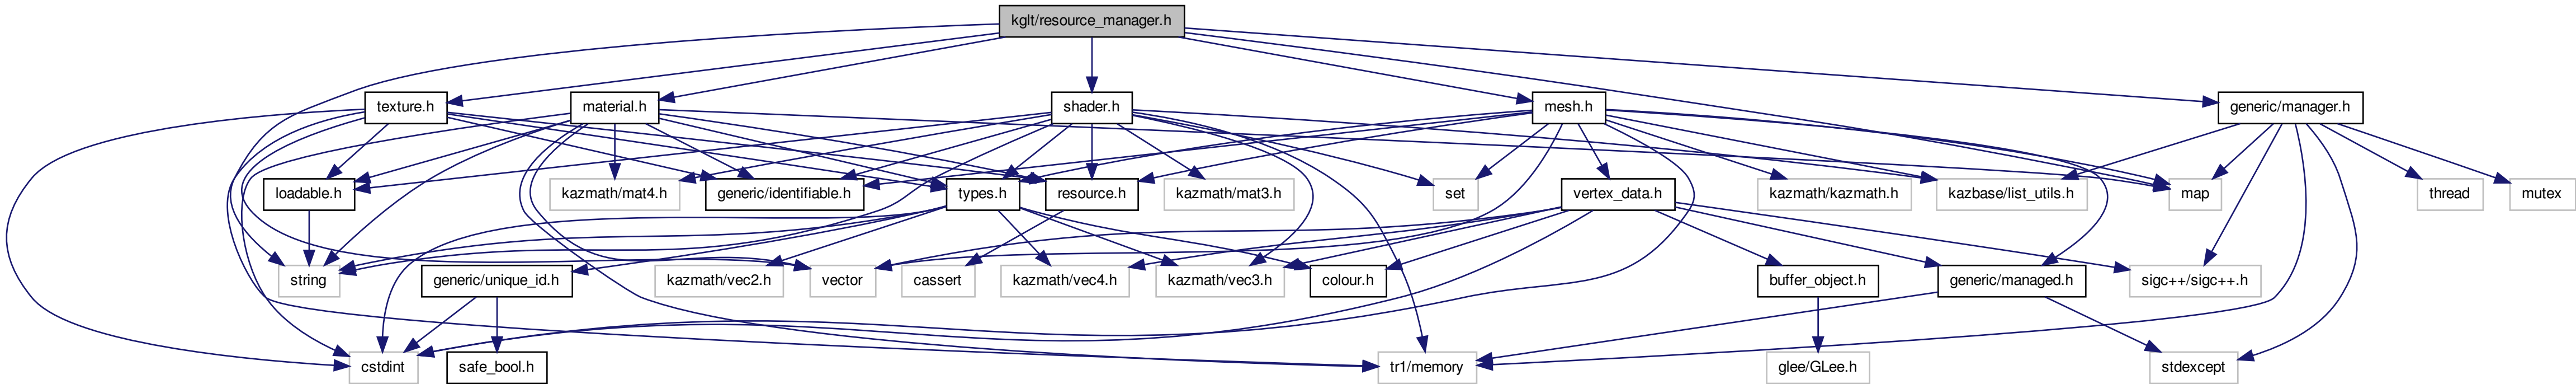 kglt/resource_manager.h
texture.h
material.h
shader.h
mesh.h
generic/manager.h
loadable.h
kazmath/mat4.h
generic/identifiable.h
types.h
resource.h
kazmath/mat3.h
set
vertex_data.h
kazmath/kazmath.h
kazbase/list_utils.h
map
thread
mutex
string
generic/unique_id.h
kazmath/vec2.h
vector
cassert
kazmath/vec4.h
kazmath/vec3.h
colour.h
buffer_object.h
generic/managed.h
sigc++/sigc++.h
cstdint
safe_bool.h
tr1/memory
glee/GLee.h
stdexcept